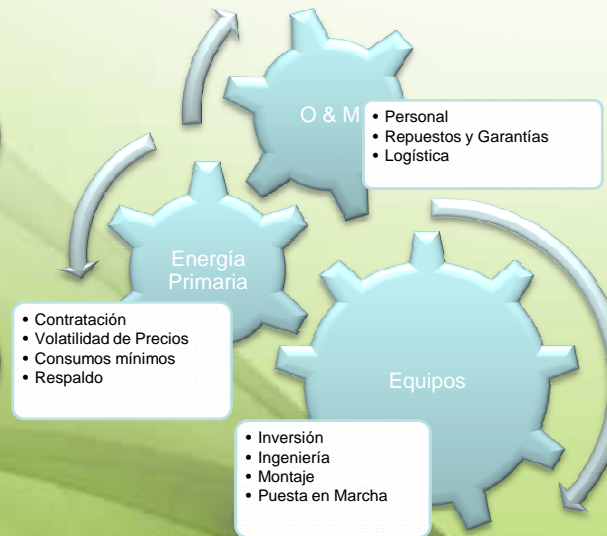 O & M
• Personal
• Repuestos y Garantías
• Logística
Energía
Primaria
• Contratación
• Volatilidad de Precios
• Consumos mínimos
• Respaldo
Equipos
• Inversión
• Ingeniería
• Montaje
• Puesta en Marcha